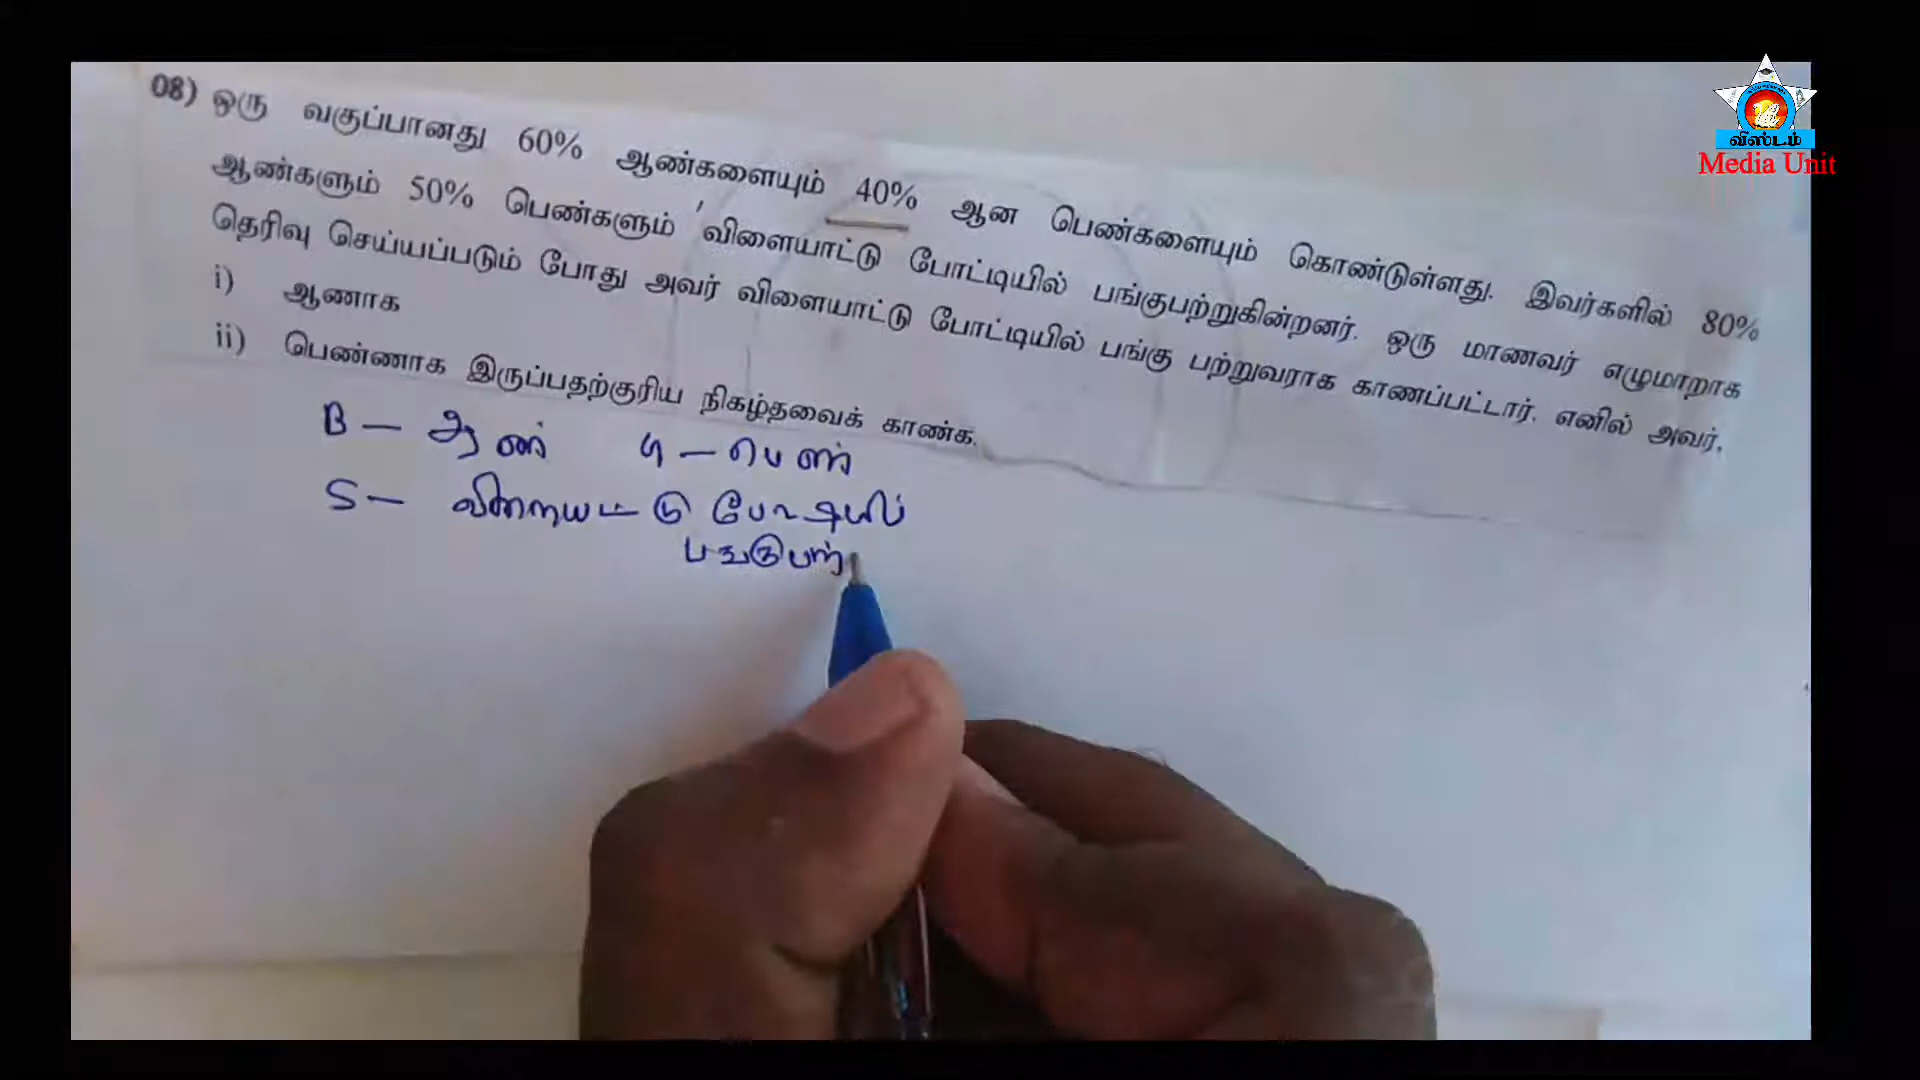 08) ஒரு வகுப்பானது 60% ஆண்களையும் 40% ஆன பெண்களையும் கொண்டுள்ளது. இவர்களில் 80%
ஆண்களும் 50% பெண்களும் விளையாட்டு போட்டியில் பங்குபற்றுகின்றனர். ஒரு மாணவர் எழுமாறாக
தெரிவு செய்யப்படும் போது அவர் விளையாட்டு போட்டியில் பங்கு பற்றுவராக காணப்பட்டார். எனில் அவர்,
i) ஆணாக
ii) பெண்ணாக இருப்பதற்குரிய நிகழ்தவைக் காண்க.
B — ஆண் G — பெண்
S — விளையட்டு போட்டியில்
பங்குபற்
விஸ்டம்
Media Unit